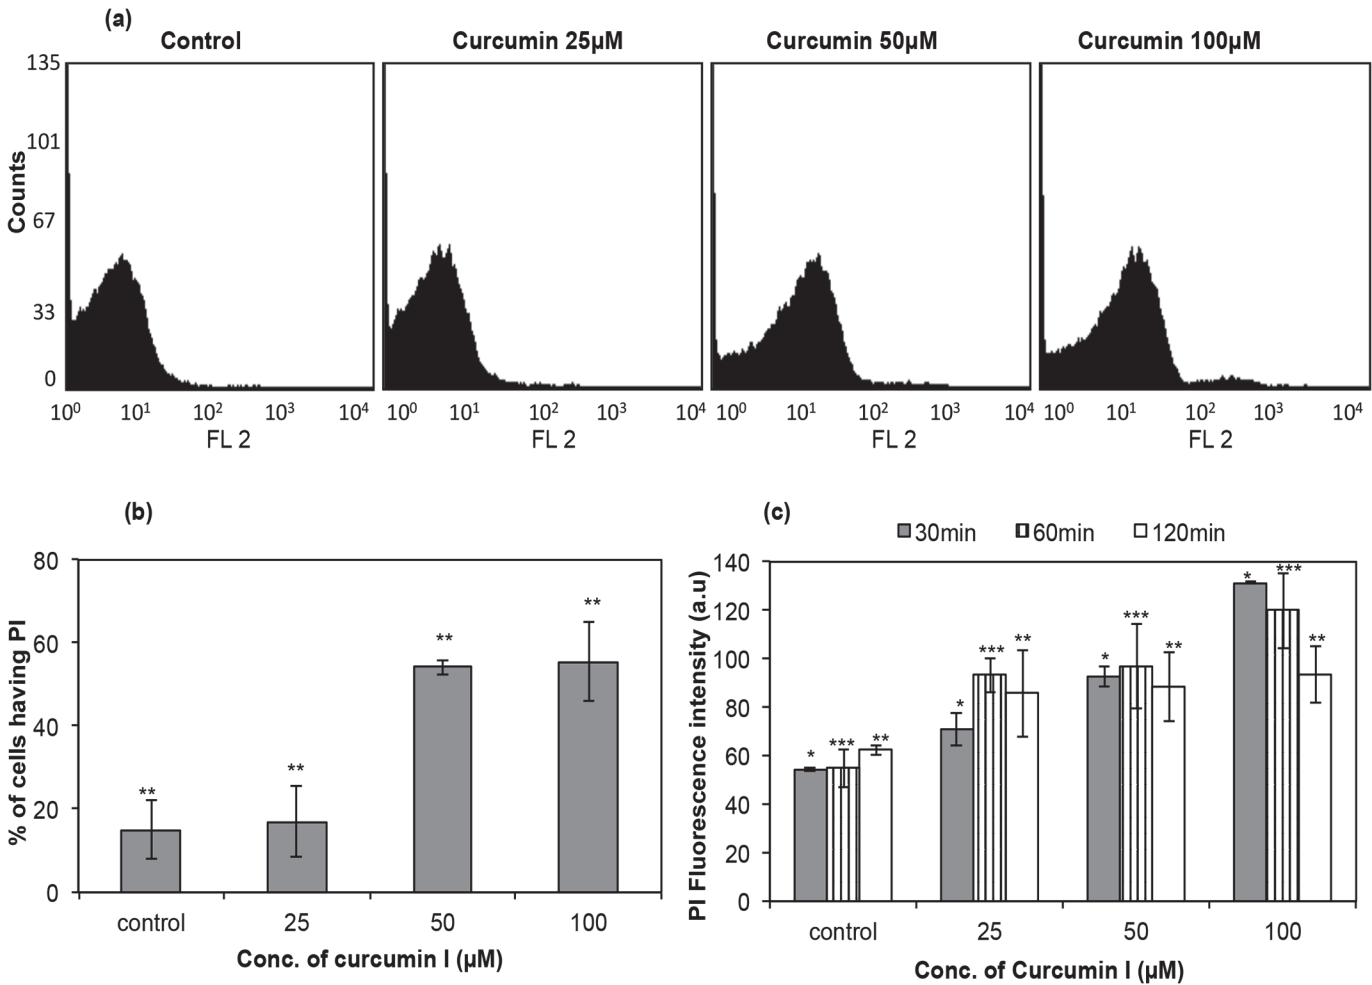 (a)
Control Curcumin 25µM Curcumin 50µM Curcumin 100µM
135
101
67
33
0
Counts
10⁰ 10¹ 10² 10³ 10⁴ 10⁰ 10¹ 10² 10³ 10⁴ 10⁰ 10¹ 10² 10³ 10⁴ 10⁰ 10¹ 10² 10³ 10⁴
FL 2 FL 2 FL 2 FL 2
(b)
80
60
40
20
0
% of cells having PI
** ** ** **
control 25 50 100
Conc. of curcumin I (µM)
(c)
30min 60min 120min
140
120
100
80
60
40
20
0
PI Fluorescence intensity (a.u)
* *** ** * *** ** * *** ** * *** **
control 25 50 100
Conc. of Curcumin I (µM)